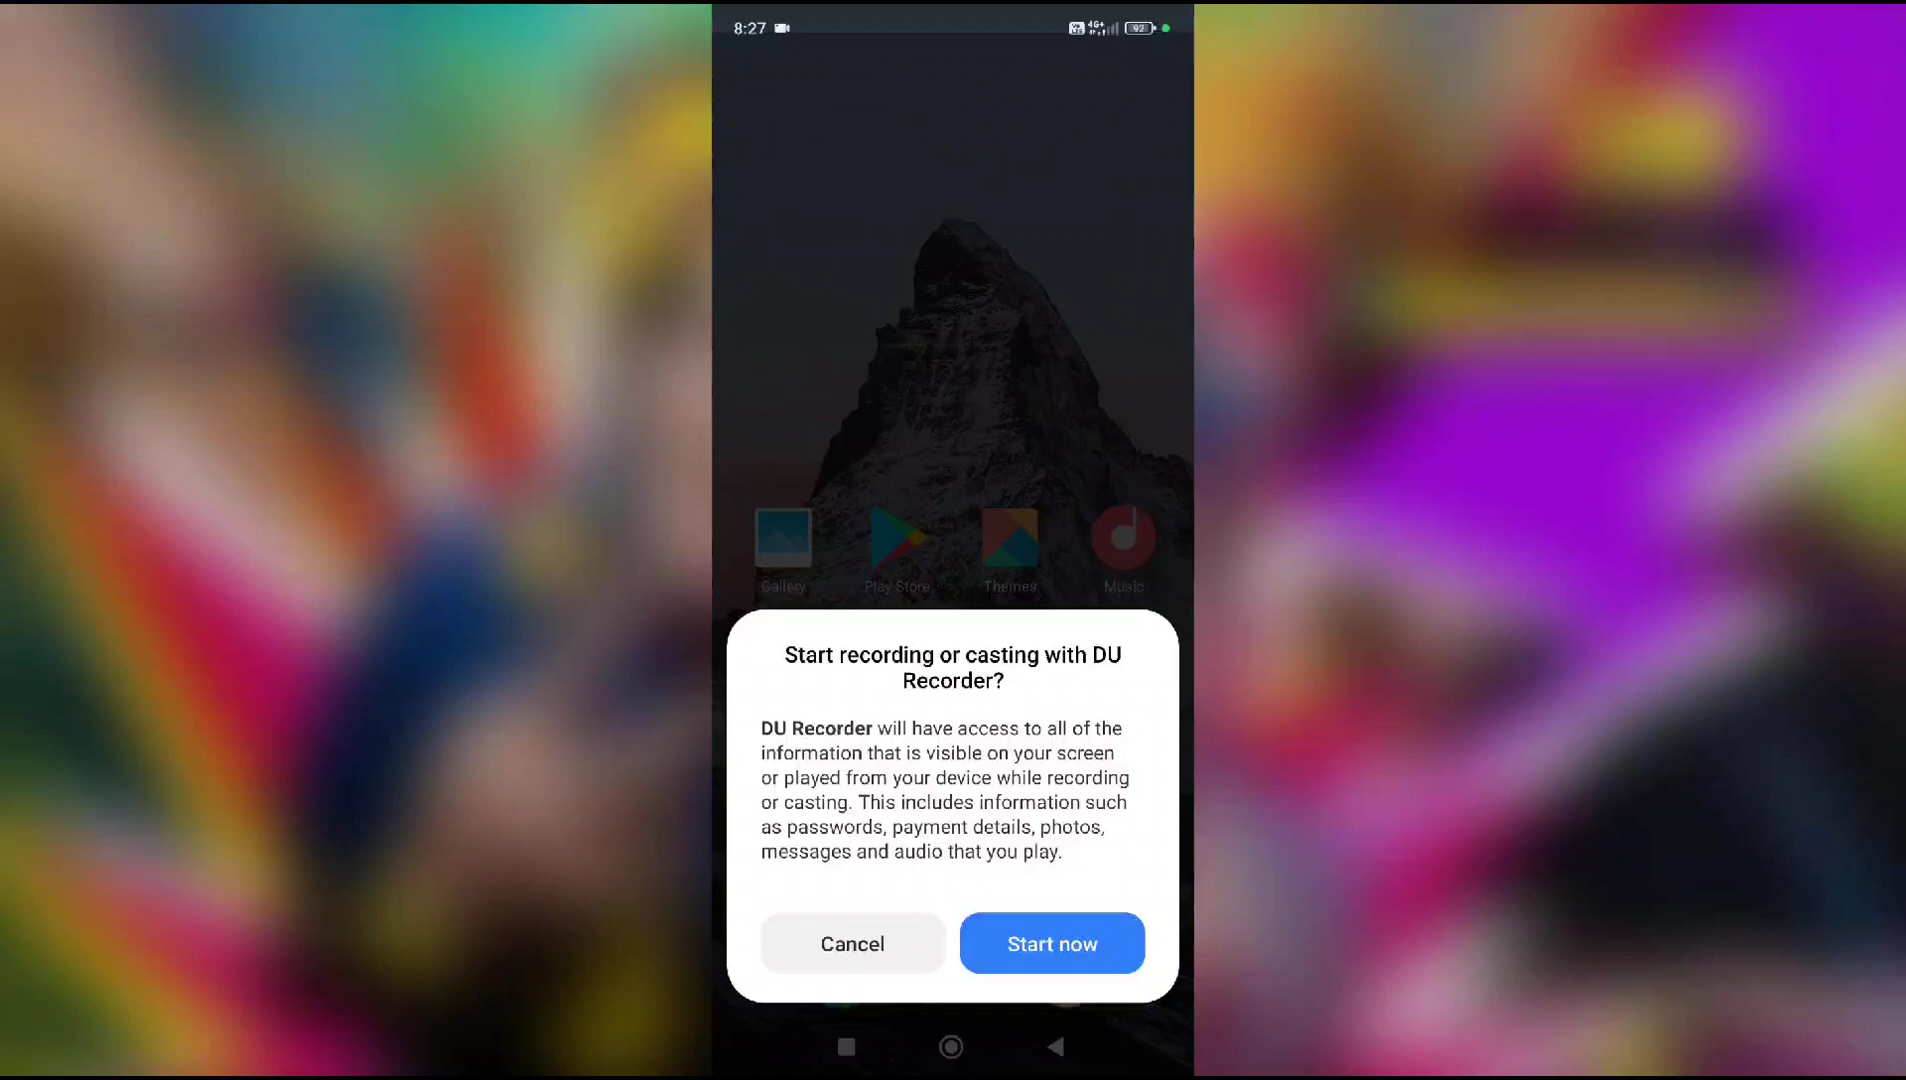 8:27
4G+
92
Gallery Play Store Themes Music
Start recording or casting with DU
Recorder?
DU Recorder will have access to all of the
information that is visible on your screen
or played from your device while recording
or casting. This includes information such
as passwords, payment details, photos,
messages and audio that you play.
Cancel Start now